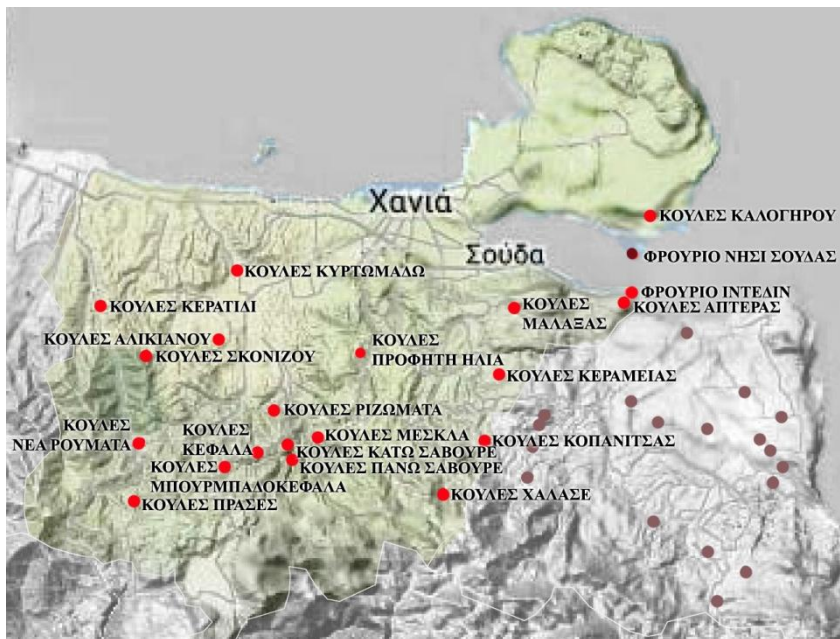 Χανιά
ΚΟΥΛΕΣ ΚΑΛΟΓΗΡΟΥ
Σούδα
ΦΡΟΥΡΙΟ ΝΗΣΙ ΣΟΥΔΑΣ
ΚΟΥΛΕΣ ΚΥΡΤΩΜΑΔΩ
ΦΡΟΥΡΙΟ ΙΝΤΕΔΙΝ
ΚΟΥΛΕΣ ΑΠΤΕΡΑΣ
ΚΟΥΛΕΣ ΚΕΡΑΤΙΔΙ
ΚΟΥΛΕΣ
ΜΑΛΑΞΑΣ
ΚΟΥΛΕΣ ΑΛΙΚΙΑΝΟΥ
ΚΟΥΛΕΣ
ΠΡΟΦΗΤΗ ΗΛΙΑ
ΚΟΥΛΕΣ ΣΚΟΝΙΖΟΥ
ΚΟΥΛΕΣ ΚΕΡΑΜΕΙΑΣ
ΚΟΥΛΕΣ ΡΙΖΩΜΑΤΑ
ΚΟΥΛΕΣ
ΝΕΑ ΡΟΥΜΑΤΑ
ΚΟΥΛΕΣ
ΚΕΦΑΛΑ
ΚΟΥΛΕΣ ΜΕΣΚΛΑ
ΚΟΥΛΕΣ ΚΟΠΑΝΙΤΣΑΣ
ΚΟΥΛΕΣ ΚΑΤΩ ΣΑΒΟΥΡΕ
ΚΟΥΛΕΣ ΠΑΝΩ ΣΑΒΟΥΡΕ
ΚΟΥΛΕΣ
ΜΠΟΥΡΜΠΑΔΟΚΕΦΑΛΑ
ΚΟΥΛΕΣ ΠΡΑΣΕΣ
ΚΟΥΛΕΣ ΧΑΛΑΣΕ